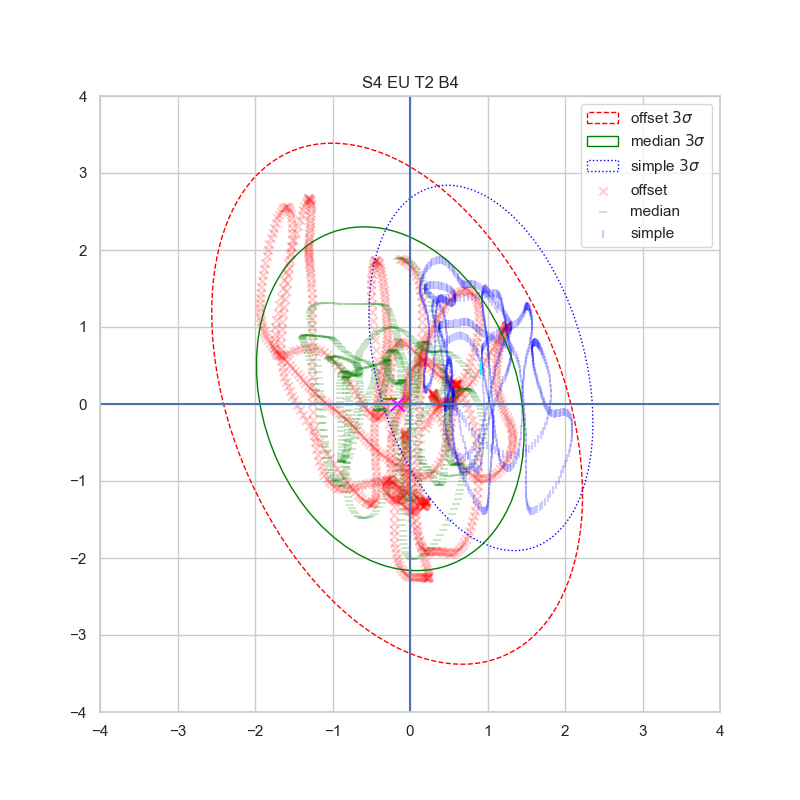 S4 EU T2 B4
4
3
2
1
0
−1
−2
−3
−4
−4 −3 −2 −1 0 1 2 3 4
offset 3σ
median 3σ
simple 3σ
offset
median
simple